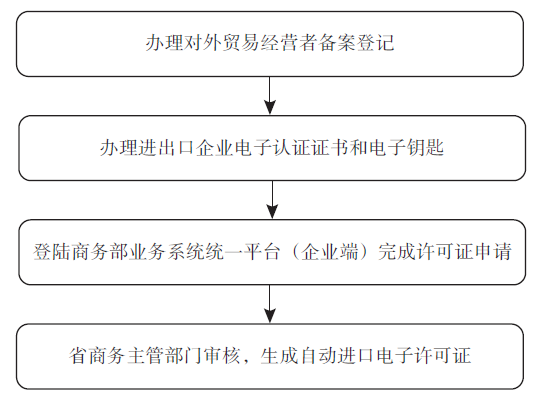 办理对外贸易经营者备案登记
办理进出口企业电子认证证书和电子钥匙
登陆商务部业务系统统一平台（企业端）完成许可证申请
省商务主管部门审核，生成自动进口电子许可证